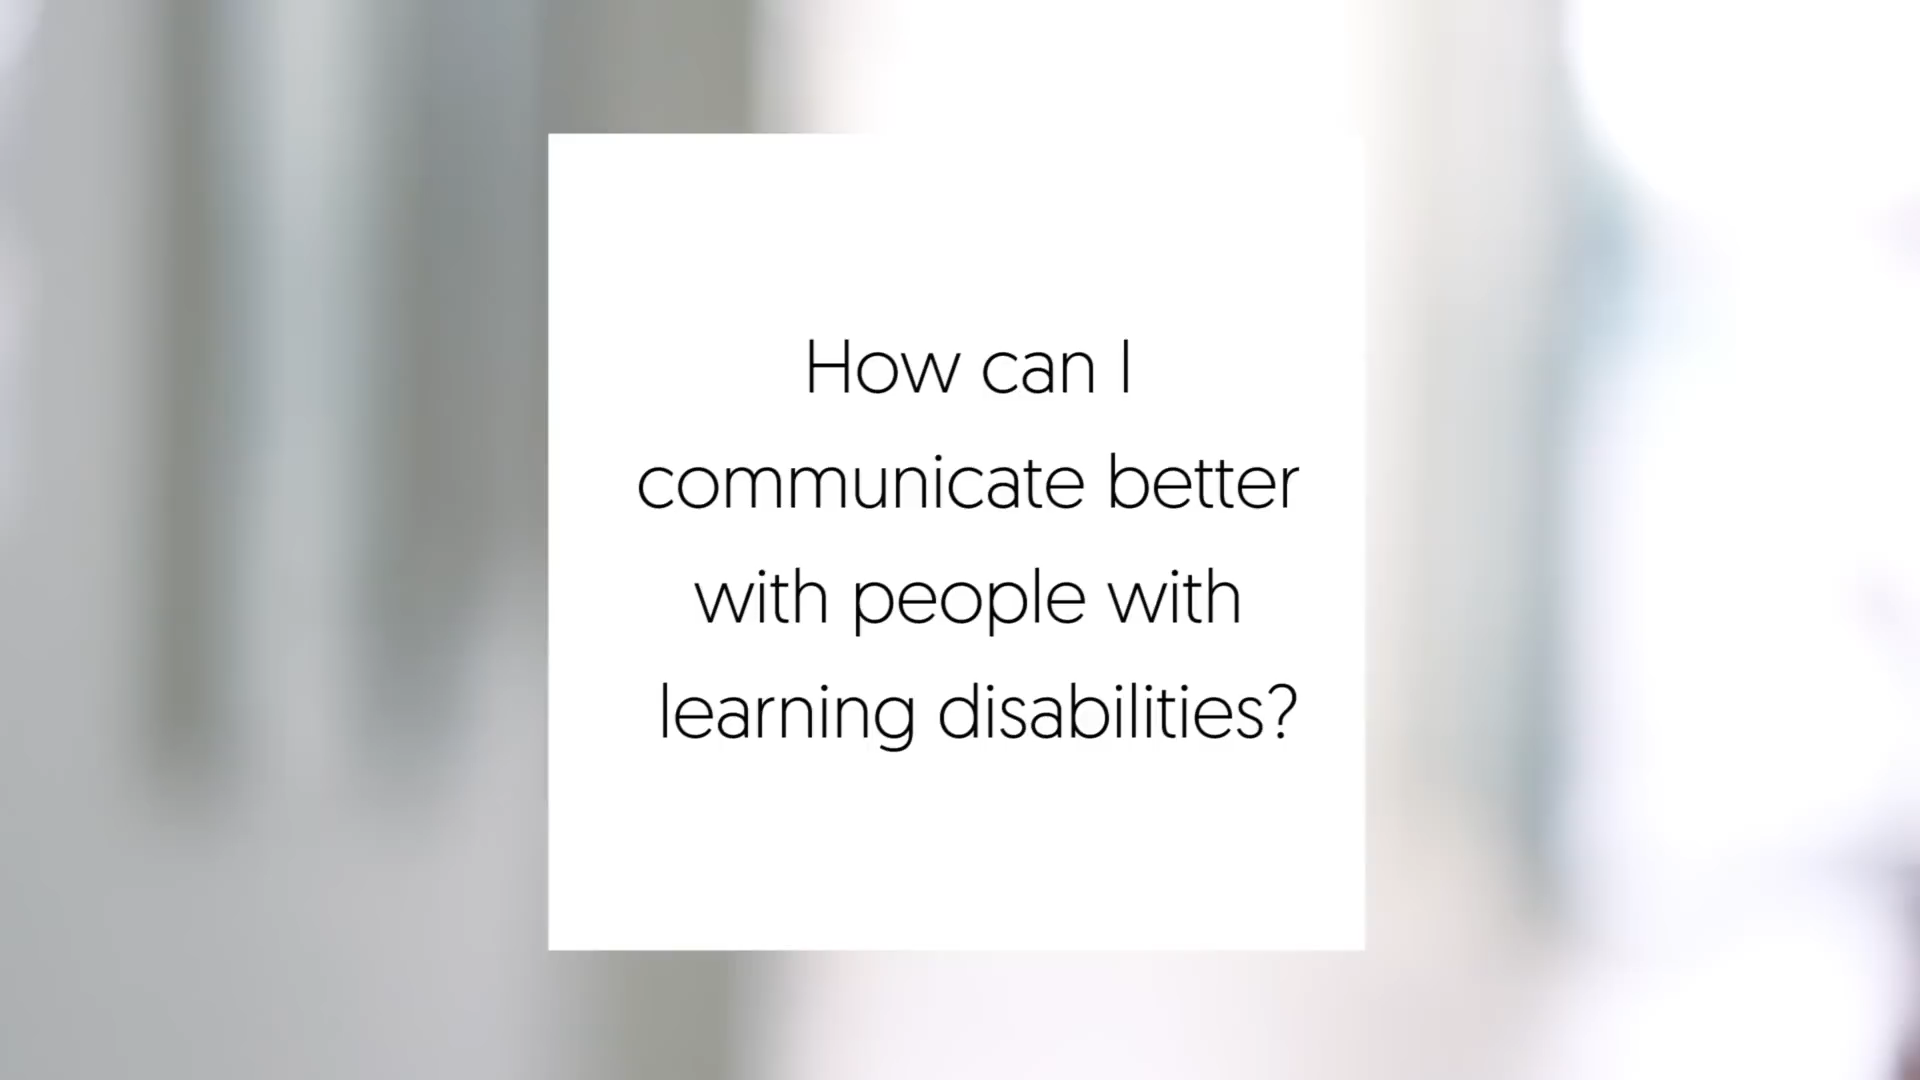 How can I
communicate better
with people with
learning disabilities?